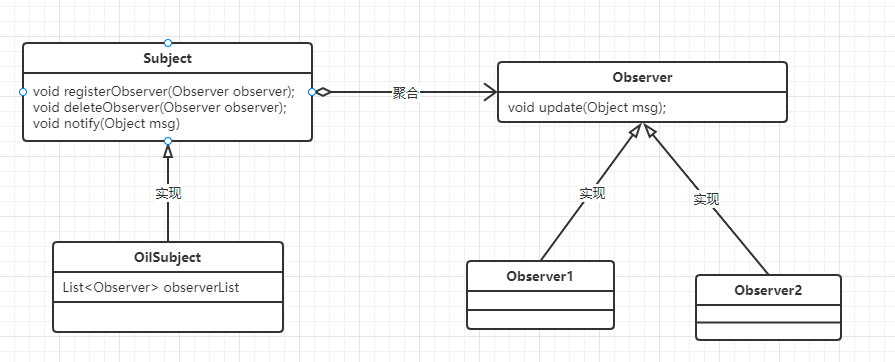 Subject
void registerObserver(Observer observer);
void deleteObserver(Observer observer);
void notify(Object msg)
聚合
Observer
void update(Object msg);
实现
实现
实现
OilSubject
List<Observer> observerList
Observer1
Observer2